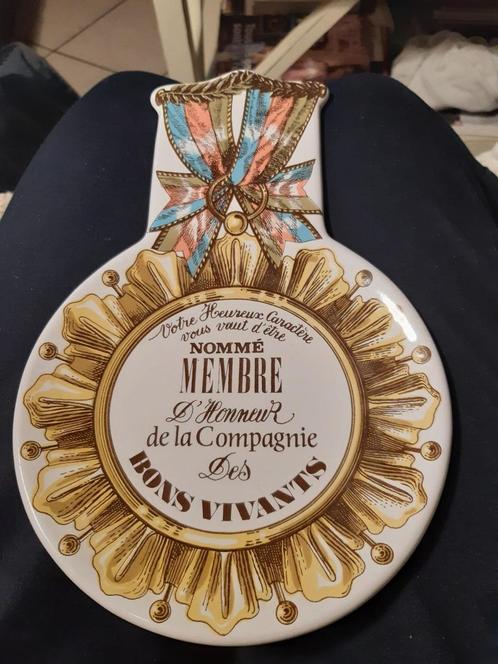 Votre Heureux Caractère
vous vaut d'être
NOMMÉ
MEMBRE
D'HonneuR
de la Compagnie
Des
BONS VIVANTS